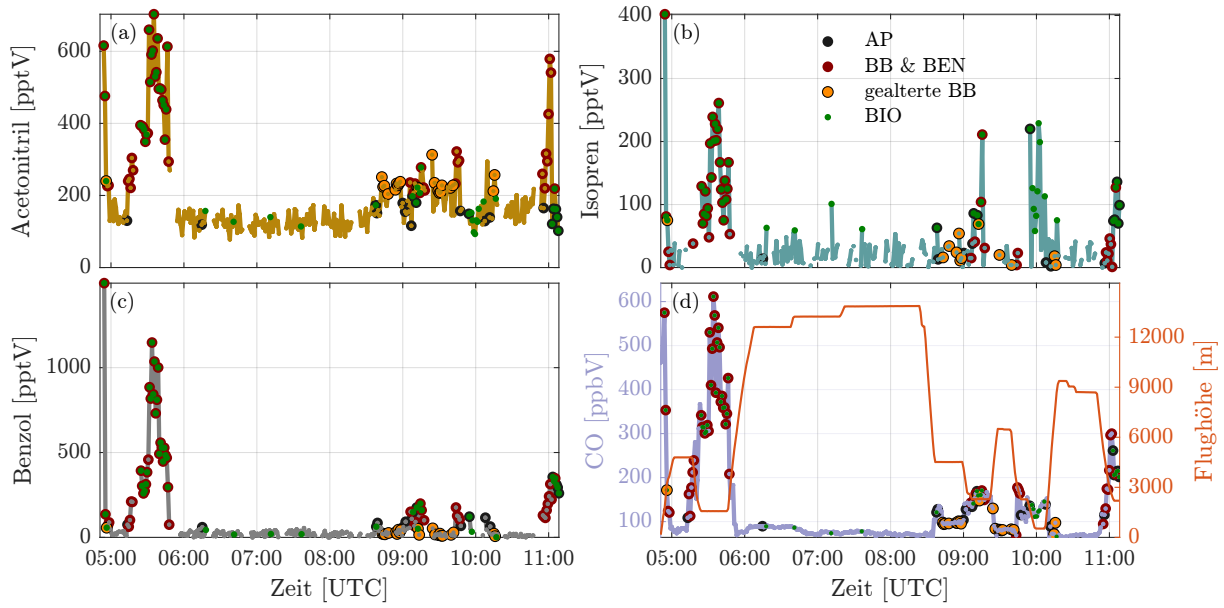 (a)
Acetonitril [pptV]
600
400
200
0
(b)
Isopren [pptV]
400
300
200
100
0
AP
BB & BEN
gealterte BB
BIO
(c)
Benzol [pptV]
1000
500
0
05:00 06:00 07:00 08:00 09:00 10:00 11:00
Zeit [UTC]
(d)
CO [ppbV]
600
500
400
300
200
100
12000
9000
6000
3000
0
Flughöhe [m]
05:00 06:00 07:00 08:00 09:00 10:00 11:00
Zeit [UTC]